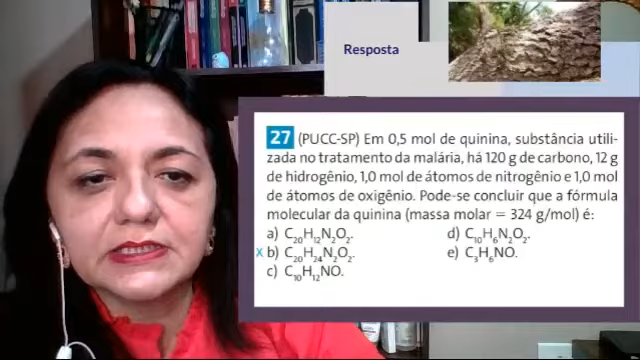 Resposta
27 (PUCC-SP) Em 0,5 mol de quinina, substância utili-
zada no tratamento da malária, há 120 g de carbono, 12 g
de hidrogênio, 1,0 mol de átomos de nitrogênio e 1,0 mol
de átomos de oxigênio. Pode-se concluir que a fórmula
molecular da quinina (massa molar = 324 g/mol) é:
a) C₂₀H₁₂N₂O₂. d) C₁₀H₆N₂O₂.
x b) C₂₀H₂₄N₂O₂. e) C₃H₆NO.
c) C₁₀H₁₂NO.